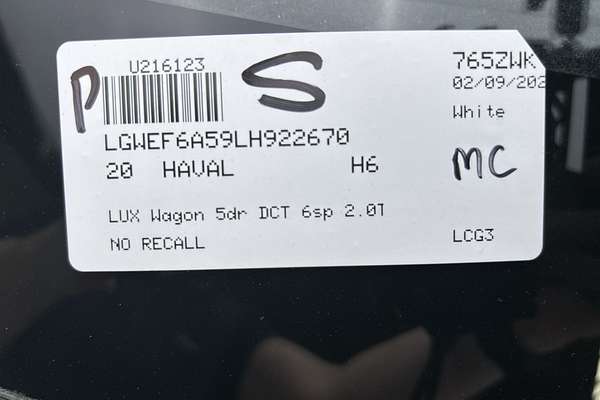 U216123
P
S
765ZWK
02/09/202
White
LGWEF6A59LH922670
20 HAVAL H6
MC
LUX Wagon 5dr DCT 6sp 2.0T
NO RECALL
LCG3